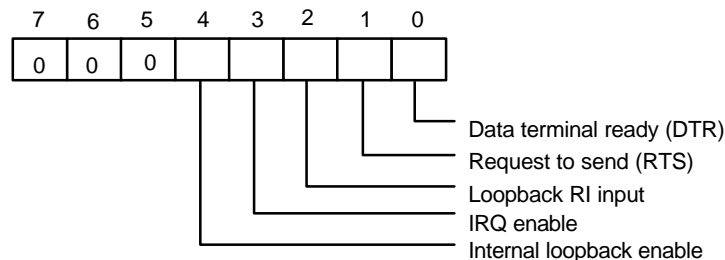 7 6 5 4 3 2 1 0
0 0 0
Data terminal ready (DTR)
Request to send (RTS)
Loopback RI input
IRQ enable
Internal loopback enable